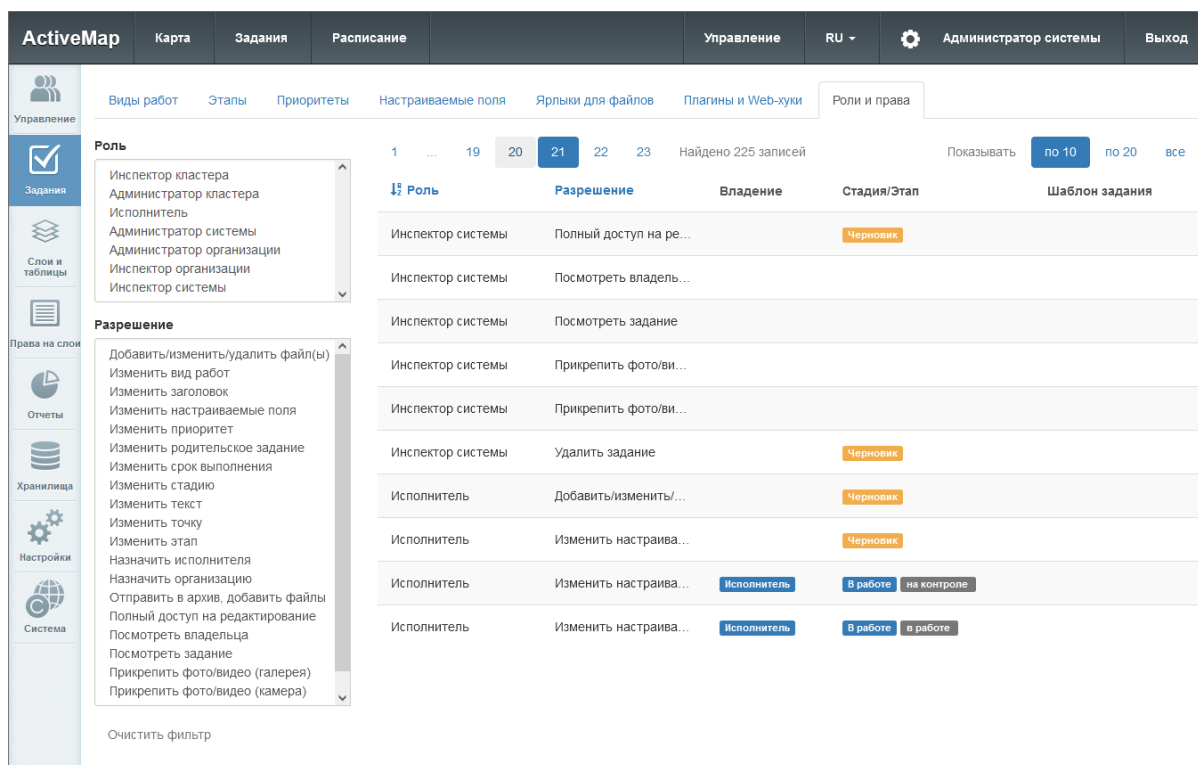 ActiveMap Карта Задания Расписание Управление RU Администратор системы Выход
Управление
Задания
Слои и
таблицы
Права на слои
Отчеты
Хранилища
Настройки
Система
Виды работ Этапы Приоритеты Настраиваемые поля Ярлыки для файлов Плагины и Web-хуки Роли и права
Роль
Инспектор кластера
Администратор кластера
Исполнитель
Администратор системы
Администратор организации
Инспектор организации
Инспектор системы
Разрешение
Добавить/изменить/удалить файл(ы)
Изменить вид работ
Изменить заголовок
Изменить настраиваемые поля
Изменить приоритет
Изменить родительское задание
Изменить срок выполнения
Изменить стадию
Изменить текст
Изменить точку
Изменить этап
Назначить исполнителя
Назначить организацию
Отправить в архив, добавить файлы
Полный доступ на редактирование
Посмотреть владельца
Посмотреть задание
Прикрепить фото/видео (галерея)
Прикрепить фото/видео (камера)
Очистить фильтр
1 ... 19 20 21 22 23 Найдено 225 записей Показывать по 10 по 20 все
Роль Разрешение Владение Стадия/Этап Шаблон задания
Инспектор системы Полный доступ на ре... Черновик
Инспектор системы Посмотреть владель...
Инспектор системы Посмотреть задание
Инспектор системы Прикрепить фото/ви...
Инспектор системы Прикрепить фото/ви...
Инспектор системы Удалить задание Черновик
Исполнитель Добавить/изменить/... Черновик
Исполнитель Изменить настраива... Черновик
Исполнитель Изменить настраива... Исполнитель В работе на контроле
Исполнитель Изменить настраива... Исполнитель В работе в работе